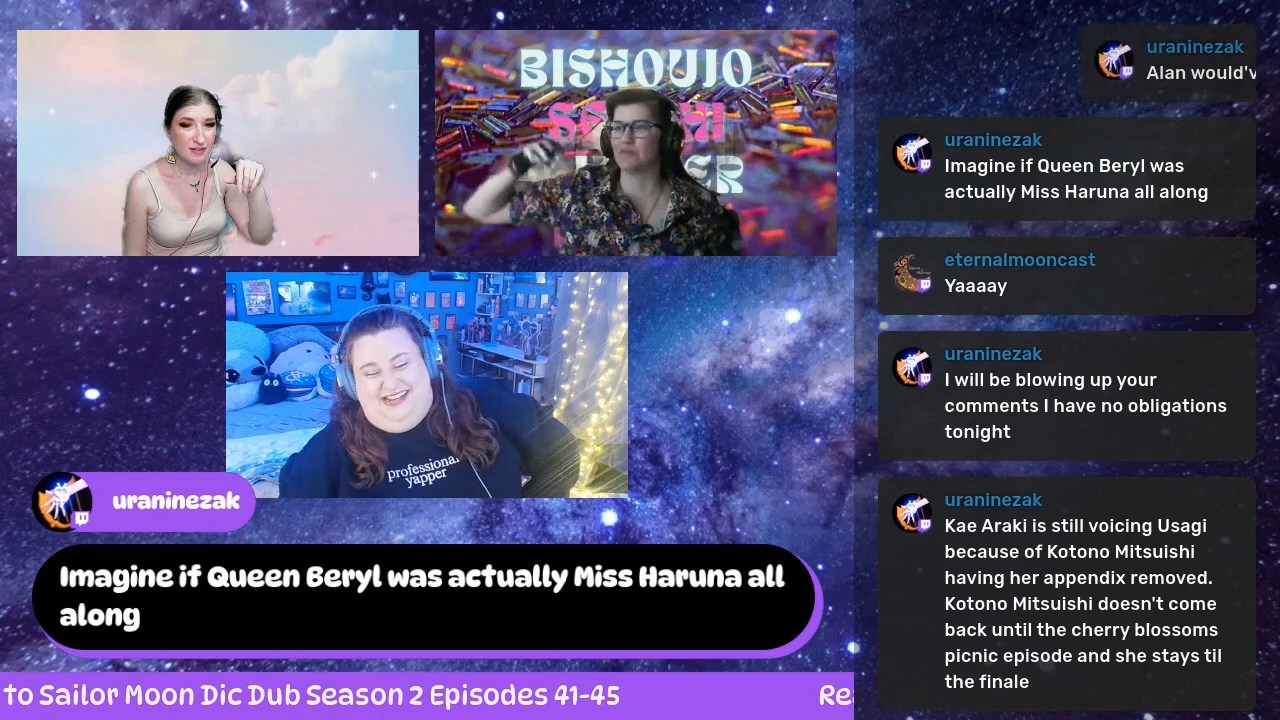 BISHOUJO
professional
yapper
uraninezak
Imagine if Queen Beryl was actually Miss Haruna all
along
to Sailor Moon Dic Dub Season 2 Episodes 41-45
uraninezak
Alan would'v
uraninezak
Imagine if Queen Beryl was
actually Miss Haruna all along
eternalmooncast
Yaaaay
uraninezak
I will be blowing up your
comments I have no obligations
tonight
uraninezak
Kae Araki is still voicing Usagi
because of Kotono Mitsuishi
having her appendix removed.
Kotono Mitsuishi doesn't come
back until the cherry blossoms
picnic episode and she stays til
the finale